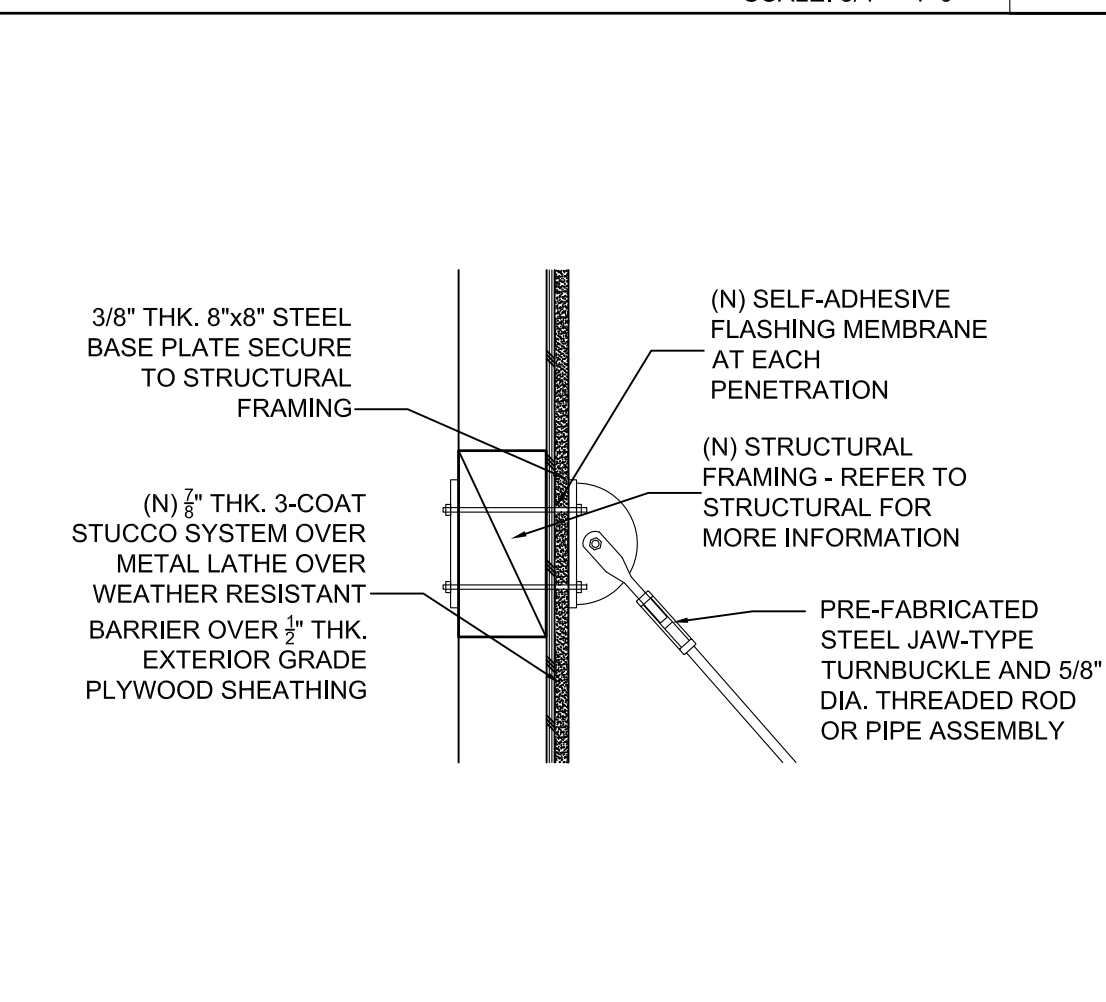 3/8" THK. 8"x8" STEEL
BASE PLATE SECURE
TO STRUCTURAL
FRAMING
(N) 7/8" THK. 3-COAT
STUCCO SYSTEM OVER
METAL LATHE OVER
WEATHER RESISTANT
BARRIER OVER 1/2" THK.
EXTERIOR GRADE
PLYWOOD SHEATHING
(N) SELF-ADHESIVE
FLASHING MEMBRANE
AT EACH
PENETRATION
(N) STRUCTURAL
FRAMING - REFER TO
STRUCTURAL FOR
MORE INFORMATION
PRE-FABRICATED
STEEL JAW-TYPE
TURNBUCKLE AND 5/8"
DIA. THREADED ROD
OR PIPE ASSEMBLY